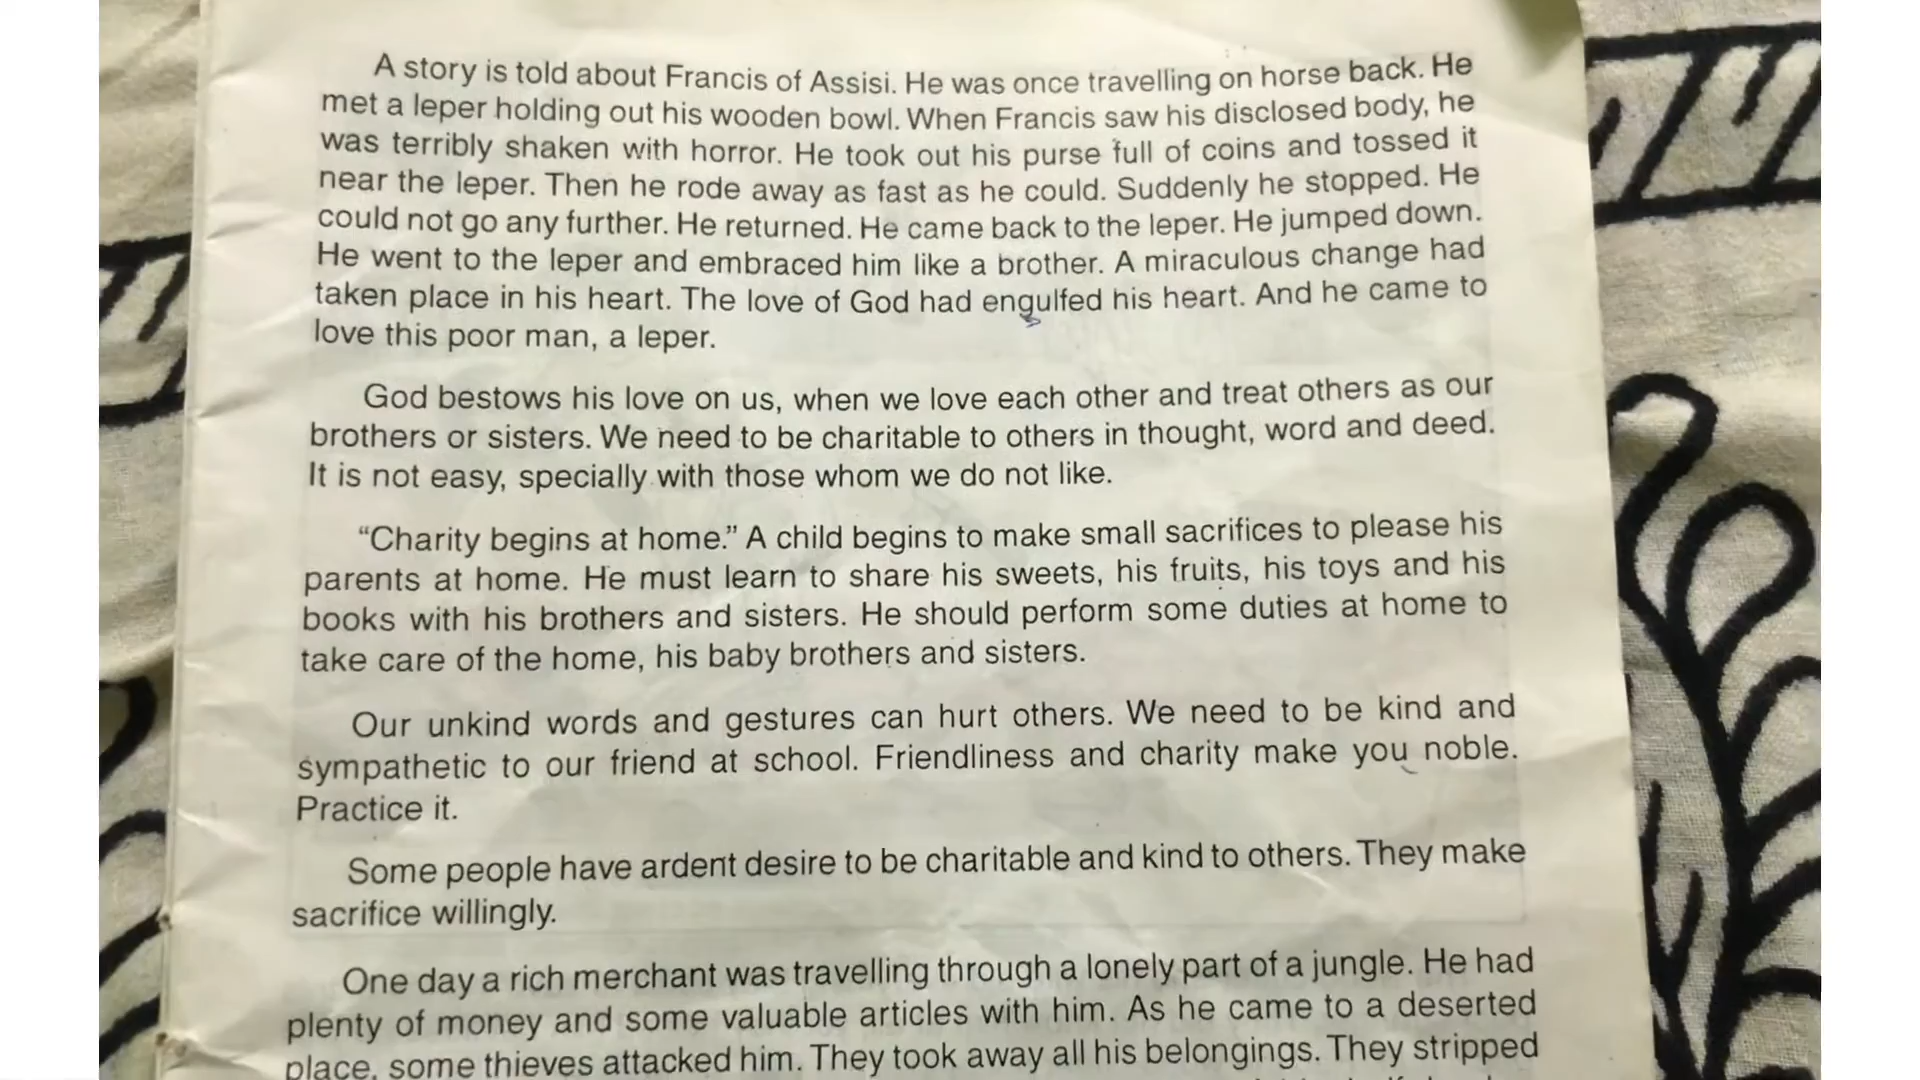 A story is told about Francis of Assisi. He was once travelling on horse back. He
met a leper holding out his wooden bowl. When Francis saw his disclosed body, he
was terribly shaken with horror. He took out his purse full of coins and tossed it
near the leper. Then he rode away as fast as he could. Suddenly he stopped. He
could not go any further. He returned. He came back to the leper. He jumped down.
He went to the leper and embraced him like a brother. A miraculous change had
taken place in his heart. The love of God had engulfed his heart. And he came to
love this poor man, a leper.
God bestows his love on us, when we love each other and treat others as our
brothers or sisters. We need to be charitable to others in thought, word and deed.
It is not easy, specially with those whom we do not like.
“Charity begins at home.” A child begins to make small sacrifices to please his
parents at home. He must learn to share his sweets, his fruits, his toys and his
books with his brothers and sisters. He should perform some duties at home to
take care of the home, his baby brothers and sisters.
Our unkind words and gestures can hurt others. We need to be kind and
sympathetic to our friend at school. Friendliness and charity make you noble.
Practice it.
Some people have ardent desire to be charitable and kind to others. They make
sacrifice willingly.
One day a rich merchant was travelling through a lonely part of a jungle. He had
plenty of money and some valuable articles with him. As he came to a deserted
place, some thieves attacked him. They took away all his belongings. They stripped